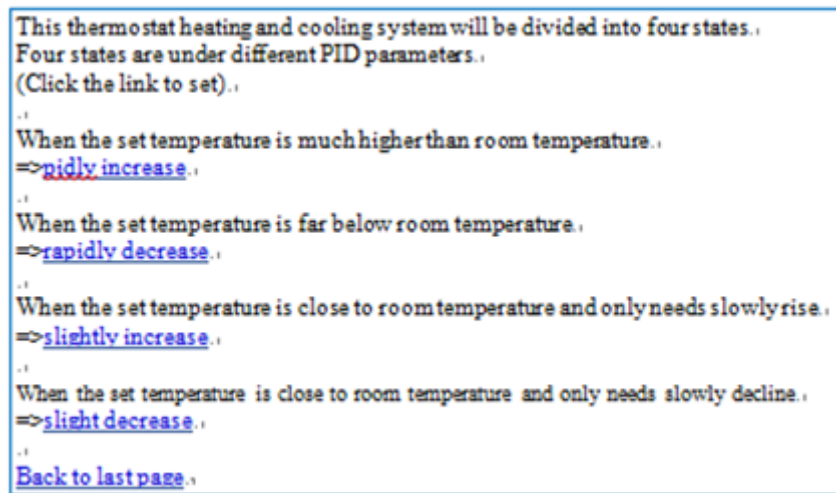 This thermostat heating and cooling system will be divided into four states.
Four states are under different PID parameters.
(Click the link to set).
.
When the set temperature is much higher than room temperature.
=>pidly increase.
.
When the set temperature is far below room temperature.
=>rapidly decrease.
.
When the set temperature is close to room temperature and only needs slowly rise.
=>slightly increase.
.
When the set temperature is close to room temperature and only needs slowly decline.
=>slight decrease.
.
Back to last page.